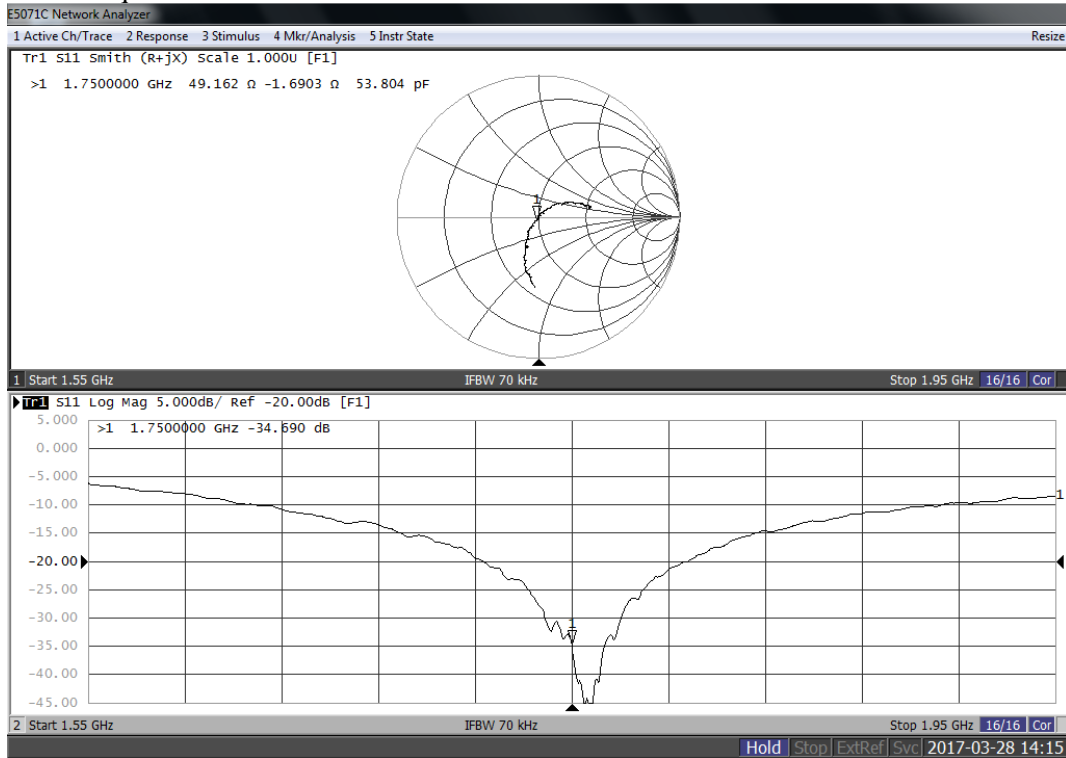 E5071C Network Analyzer
1 Active Ch/Trace 2 Response 3 Stimulus 4 Mkr/Analysis 5 Instr State Resize
Tr1 S11 Smith (R+jX) Scale 1.000U [F1]
>1 1.7500000 GHz 49.162 Ω -1.6903 Ω 53.804 pF
1
1 Start 1.55 GHz IFBW 70 kHz Stop 1.95 GHz 16/16 Cor
Tr1 S11 Log Mag 5.000dB/ Ref -20.00dB [F1]
5.000
>1 1.7500000 GHz -34.690 dB
0.000
-5.000
-10.00
1
-15.00
-20.00
-25.00
-30.00
1
-35.00
-40.00
-45.00
2 Start 1.55 GHz IFBW 70 kHz Stop 1.95 GHz 16/16 Cor
Hold Stop ExtRef Svc 2017-03-28 14:15